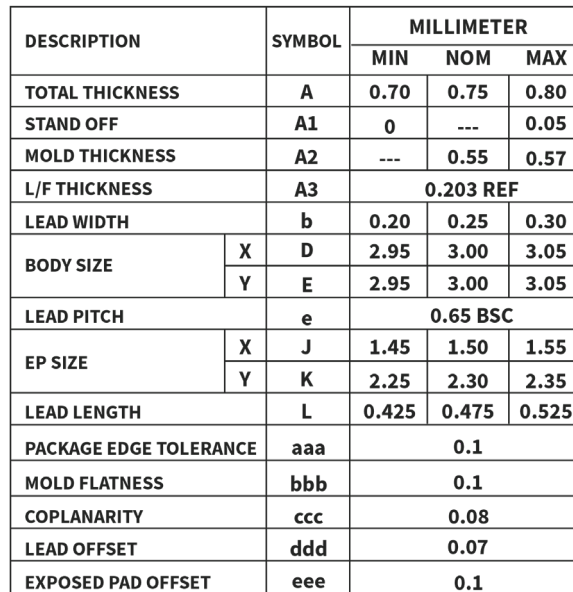 DESCRIPTION SYMBOL MILLIMETER
MIN NOM MAX
TOTAL THICKNESS A 0.70 0.75 0.80
STAND OFF A1 0 --- 0.05
MOLD THICKNESS A2 --- 0.55 0.57
L/F THICKNESS A3 0.203 REF
LEAD WIDTH b 0.20 0.25 0.30
BODY SIZE X D 2.95 3.00 3.05
Y E 2.95 3.00 3.05
LEAD PITCH e 0.65 BSC
EP SIZE X J 1.45 1.50 1.55
Y K 2.25 2.30 2.35
LEAD LENGTH L 0.425 0.475 0.525
PACKAGE EDGE TOLERANCE aaa 0.1
MOLD FLATNESS bbb 0.1
COPLANARITY ccc 0.08
LEAD OFFSET ddd 0.07
EXPOSED PAD OFFSET eee 0.1